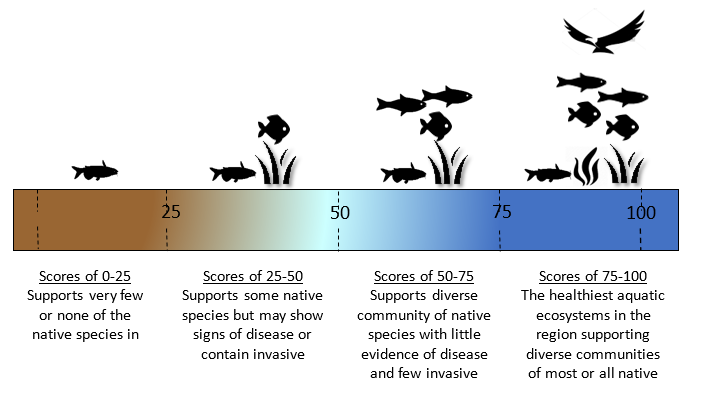 25
50
75
100
Scores of 0-25
Supports very few
or none of the
native species in
Scores of 25-50
Supports some native
species but may show
signs of disease or
contain invasive
Scores of 50-75
Supports diverse
community of native
species with little
evidence of disease
and few invasive
Scores of 75-100
The healthiest aquatic
ecosystems in the
region supporting
diverse communities
of most or all native